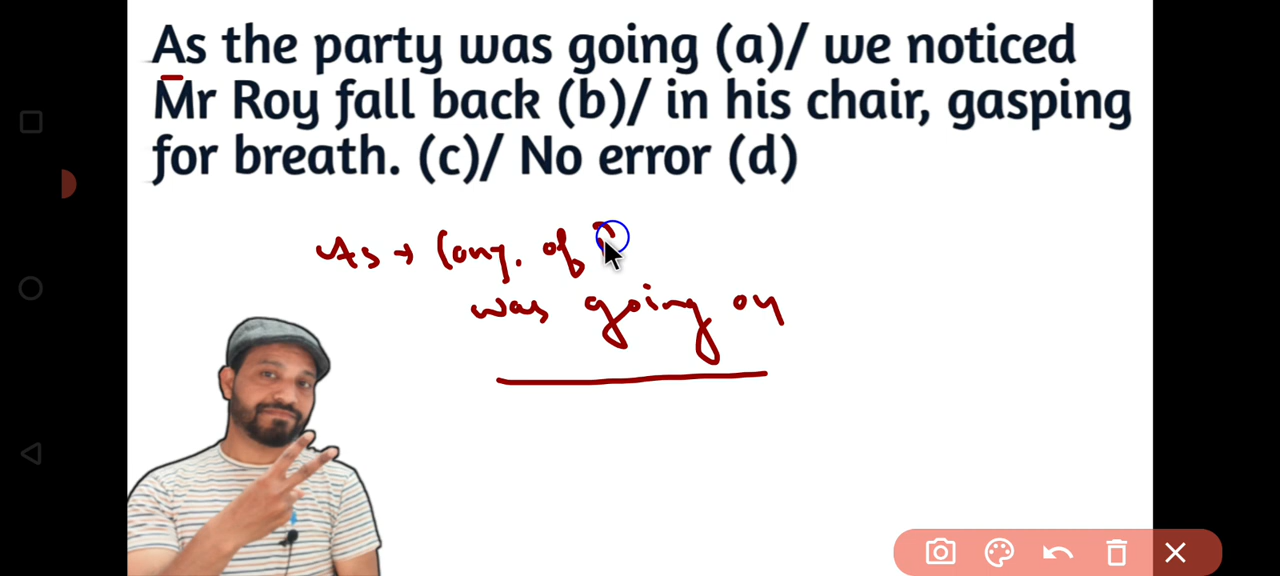 As the party was going (a)/ we noticed
Mr Roy fall back (b)/ in his chair, gasping
for breath. (c)/ No error (d)
As → Conj. of
was going on